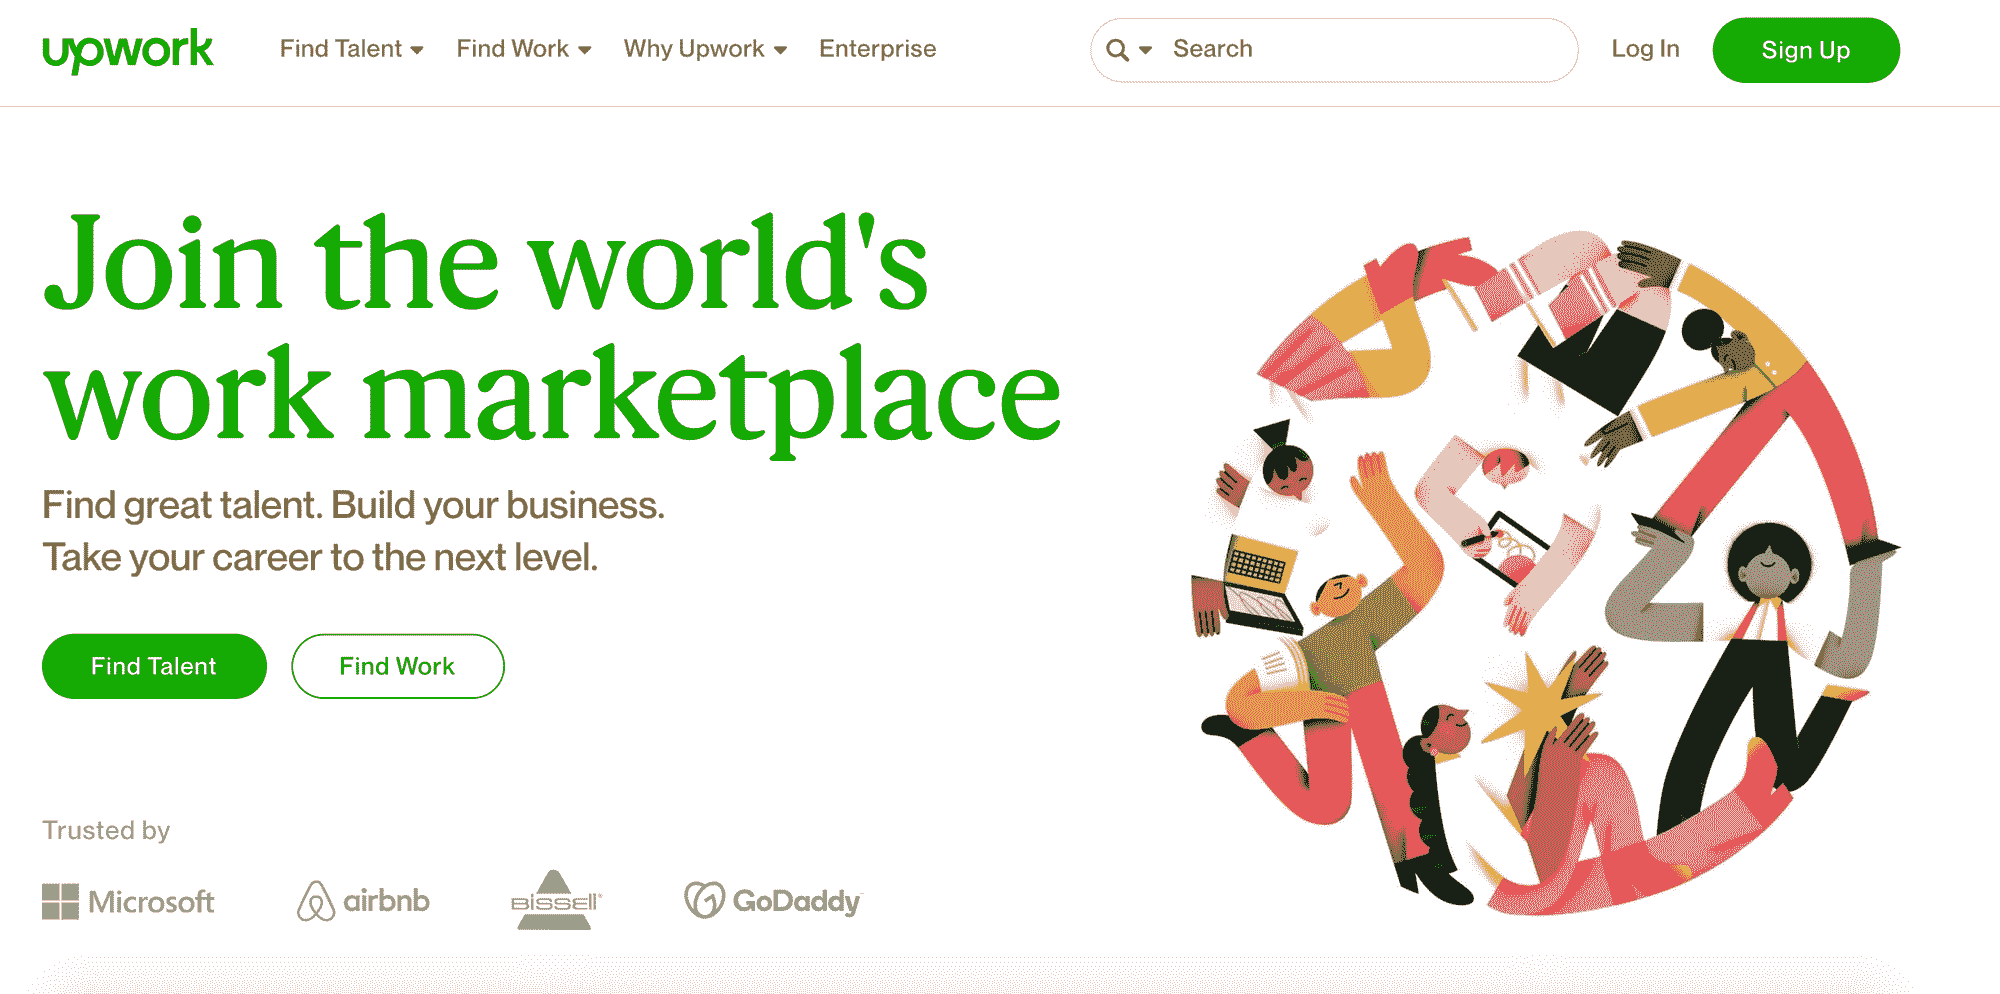 upwork
Find Talent
Find Work
Why Upwork
Enterprise
Search
Log In
Sign Up
Join the world's
work marketplace
Find great talent. Build your business.
Take your career to the next level.
Find Talent
Find Work
Trusted by
Microsoft
airbnb
BISSELL®
GoDaddy